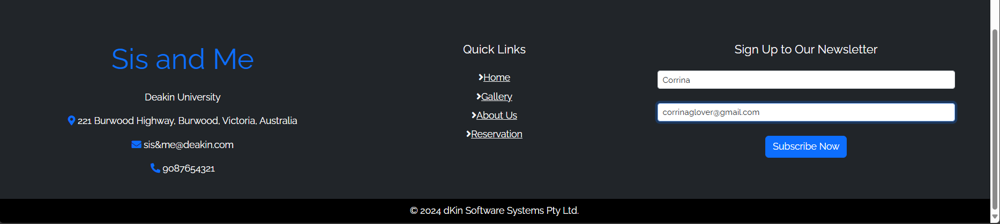 Sis and Me
Deakin University
221 Burwood Highway, Burwood, Victoria, Australia
sis&me@deakin.com
9087654321
Quick Links
Home
Gallery
About Us
Reservation
Sign Up to Our Newsletter
Corrina
corrinaglover@gmail.com
Subscribe Now
© 2024 dKin Software Systems Pty Ltd.